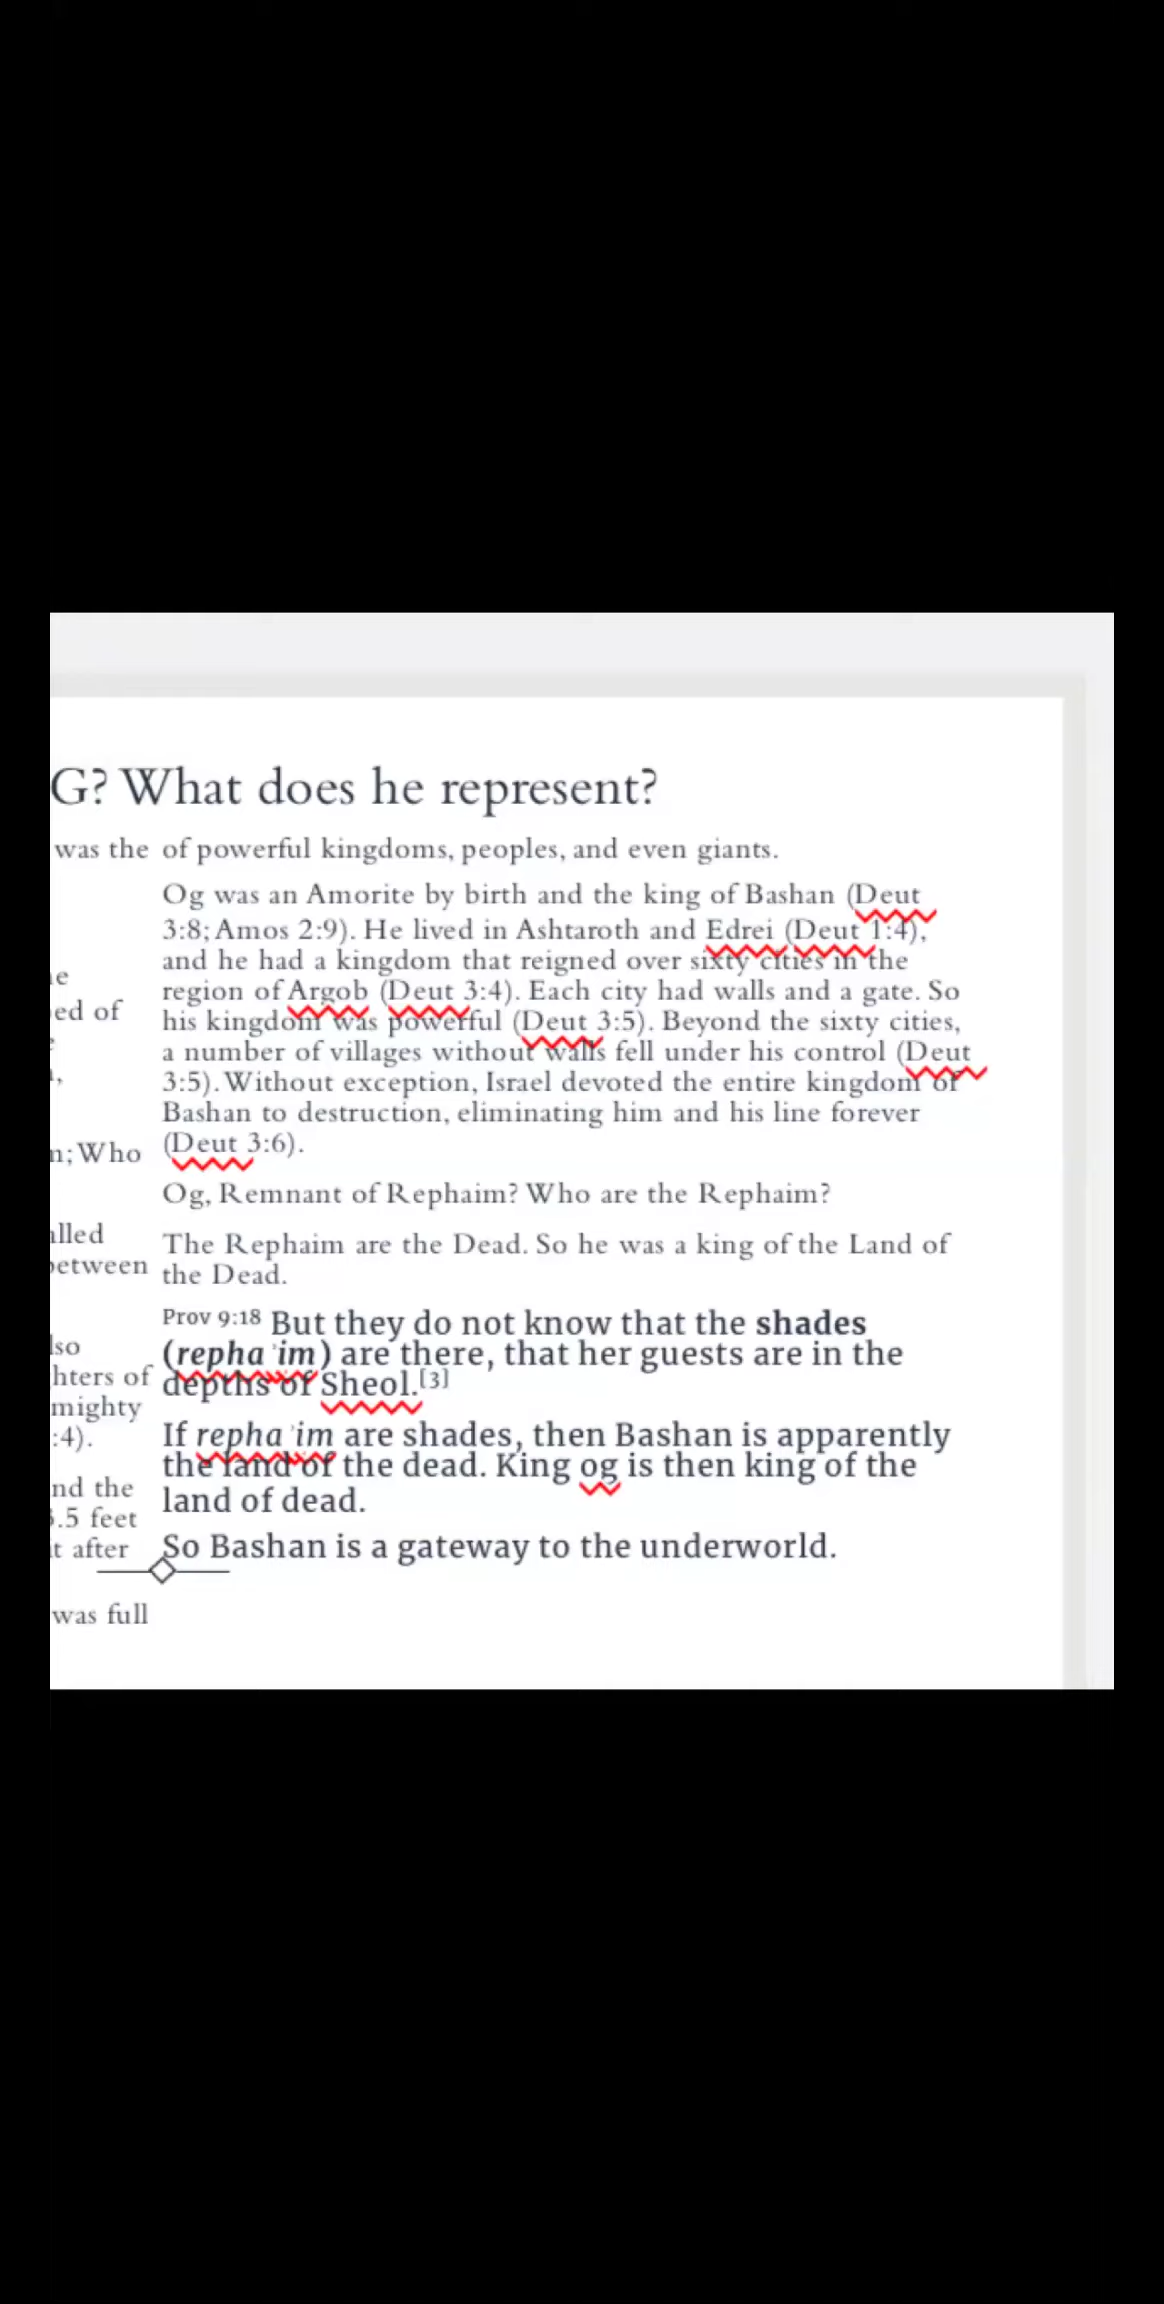 G? What does he represent?
was the
ed of
n; Who
between
hters of
mighty
:4).
nd the
.5 feet
t after
was full
of powerful kingdoms, peoples, and even giants.
Og was an Amorite by birth and the king of Bashan (Deut
3:8; Amos 2:9). He lived in Ashtaroth and Edrei (Deut 1:4),
and he had a kingdom that reigned over sixty cities in the
region of Argob (Deut 3:4). Each city had walls and a gate. So
his kingdom was powerful (Deut 3:5). Beyond the sixty cities,
a number of villages without walls fell under his control (Deut
3:5). Without exception, Israel devoted the entire kingdom of
Bashan to destruction, eliminating him and his line forever
(Deut 3:6).
Og, Remnant of Rephaim? Who are the Rephaim?
The Rephaim are the Dead. So he was a king of the Land of
the Dead.
Prov 9:18 But they do not know that the shades
(repha ʾim) are there, that her guests are in the
depths of Sheol.[3]
If repha ʾim are shades, then Bashan is apparently
the land of the dead. King og is then king of the
land of dead.
So Bashan is a gateway to the underworld.